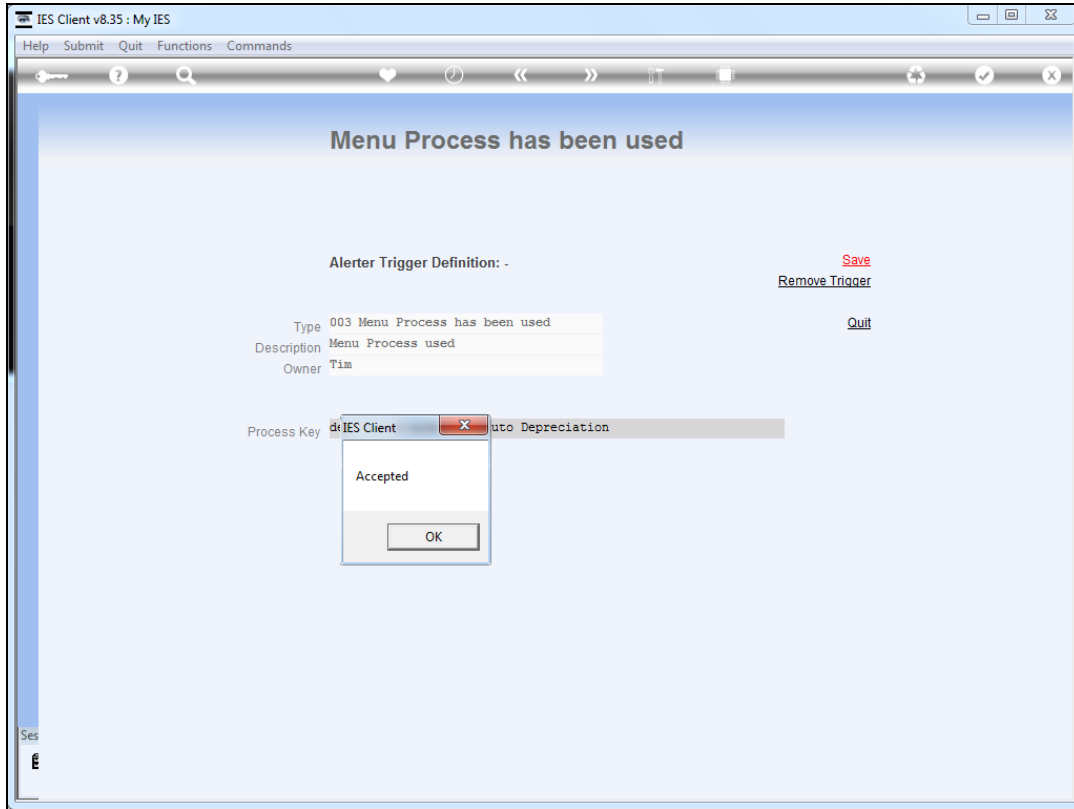 IES Client v8.35 : My IES
Help Submit Quit Functions Commands
Menu Process has been used
Alerter Trigger Definition: -
Save
Remove Trigger
Type 003 Menu Process has been used
Quit
Description Menu Process used
Owner Tim
Process Key de uto Depreciation
IES Client
Accepted
OK
Ses